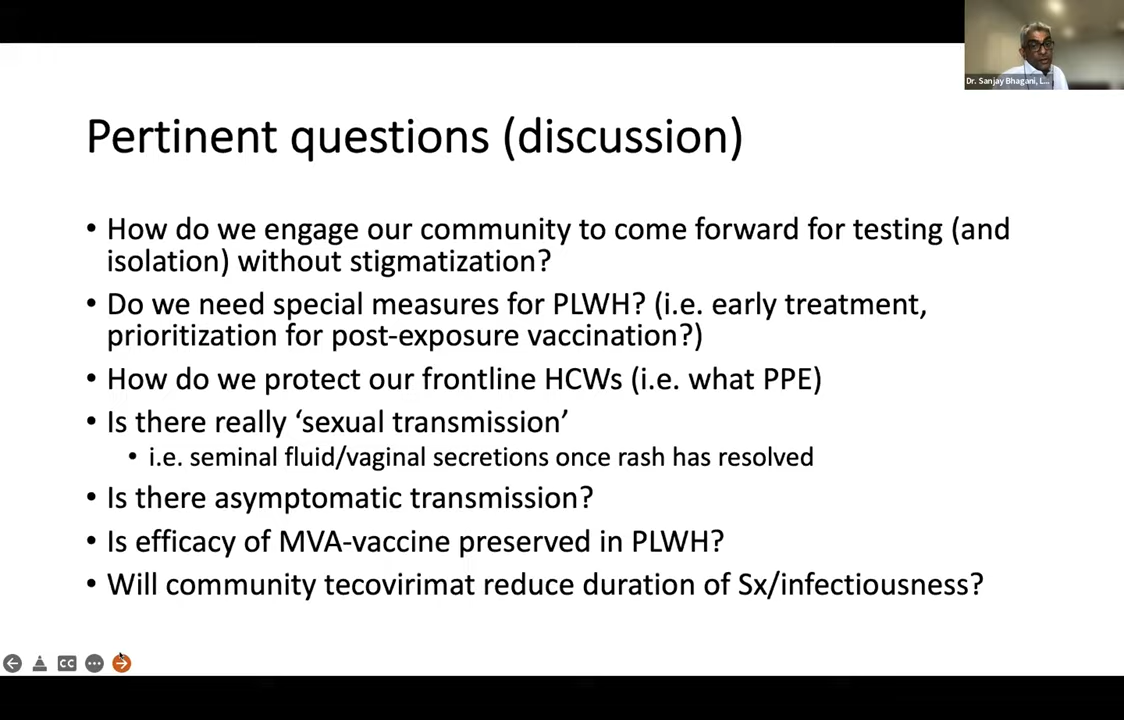 Dr. Sanjay Bhagani, L...
Pertinent questions (discussion)
• How do we engage our community to come forward for testing (and
isolation) without stigmatization?
• Do we need special measures for PLWH? (i.e. early treatment,
prioritization for post-exposure vaccination?)
• How do we protect our frontline HCWs (i.e. what PPE)
• Is there really ‘sexual transmission’
• i.e. seminal fluid/vaginal secretions once rash has resolved
• Is there asymptomatic transmission?
• Is efficacy of MVA-vaccine preserved in PLWH?
• Will community tecovirimat reduce duration of Sx/infectiousness?
CC